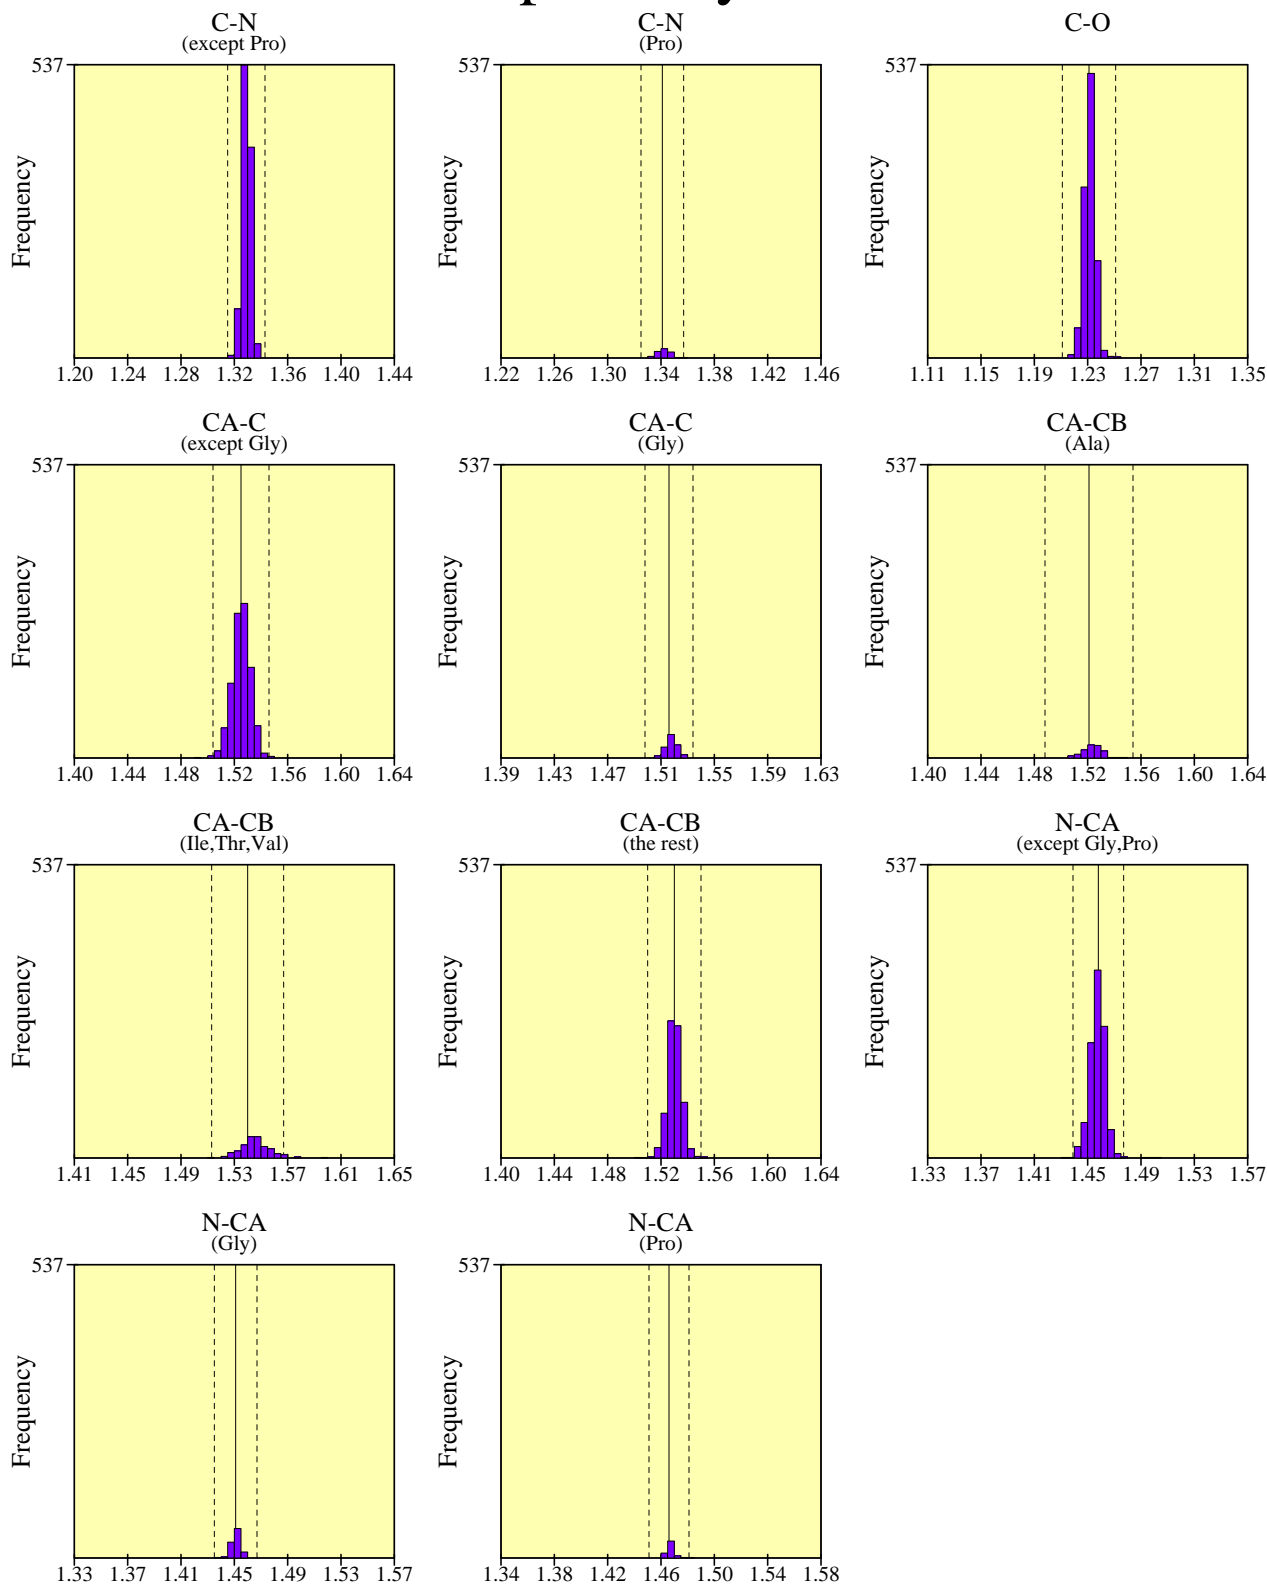 C-N
(except Pro)
537
Frequency
1.20 1.24 1.28 1.32 1.36 1.40 1.44
C-N
(Pro)
537
Frequency
1.22 1.26 1.30 1.34 1.38 1.42 1.46
C-O
537
Frequency
1.11 1.15 1.19 1.23 1.27 1.31 1.35
CA-C
(except Gly)
537
Frequency
1.40 1.44 1.48 1.52 1.56 1.60 1.64
CA-C
(Gly)
537
Frequency
1.39 1.43 1.47 1.51 1.55 1.59 1.63
CA-CB
(Ala)
537
Frequency
1.40 1.44 1.48 1.52 1.56 1.60 1.64
CA-CB
(Ile,Thr,Val)
537
Frequency
1.41 1.45 1.49 1.53 1.57 1.61 1.65
CA-CB
(the rest)
537
Frequency
1.40 1.44 1.48 1.52 1.56 1.60 1.64
N-CA
(except Gly,Pro)
537
Frequency
1.33 1.37 1.41 1.45 1.49 1.53 1.57
N-CA
(Gly)
537
Frequency
1.33 1.37 1.41 1.45 1.49 1.53 1.57
N-CA
(Pro)
537
Frequency
1.34 1.38 1.42 1.46 1.50 1.54 1.58